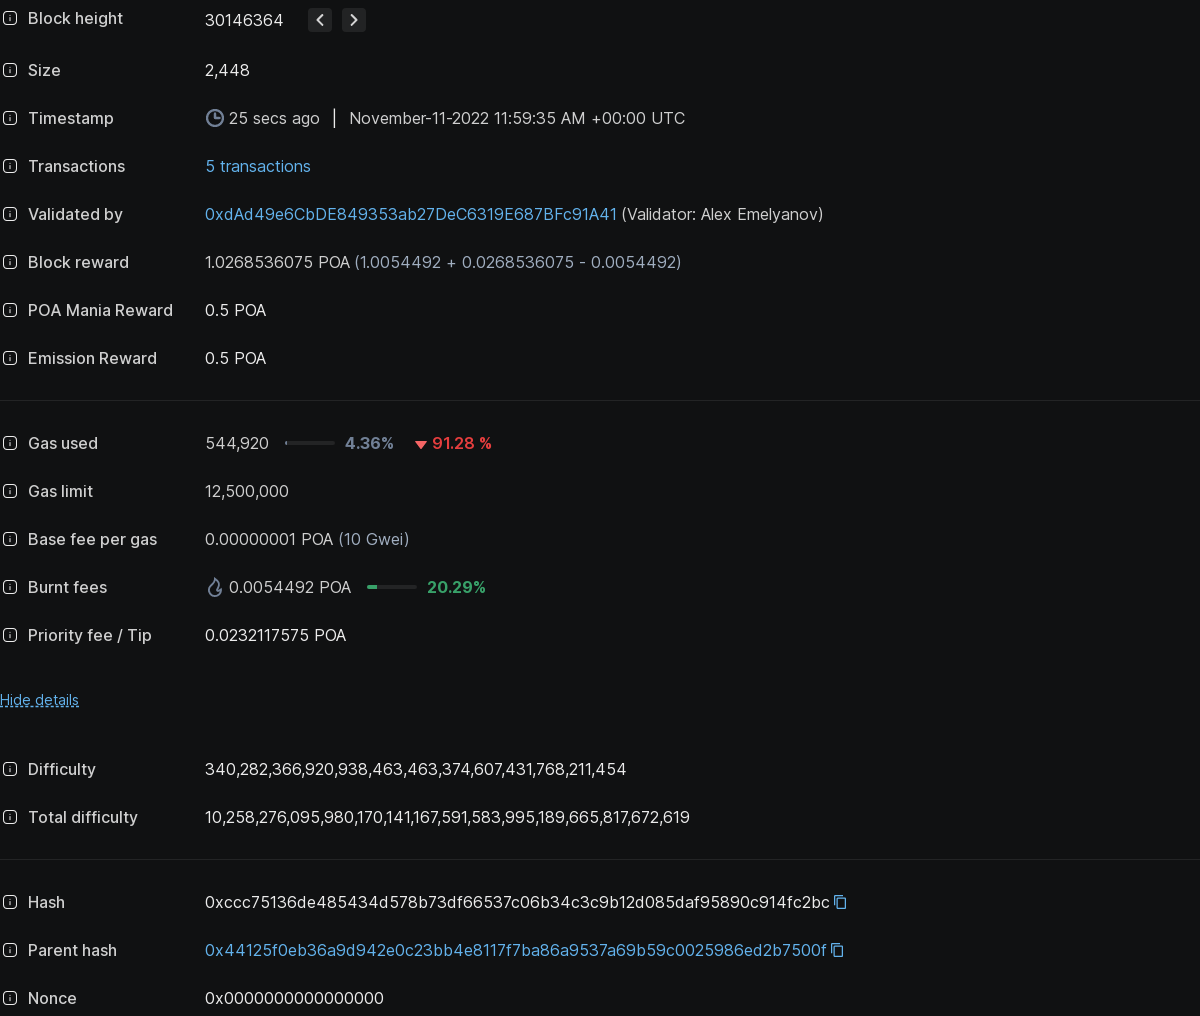 Block height 30146364
Size 2,448
Timestamp 25 secs ago | November-11-2022 11:59:35 AM +00:00 UTC
Transactions 5 transactions
Validated by 0xdAd49e6CbDE849353ab27DeC6319E687BFc91A41 (Validator: Alex Emelyanov)
Block reward 1.0268536075 POA (1.0054492 + 0.0268536075 - 0.0054492)
POA Mania Reward 0.5 POA
Emission Reward 0.5 POA
Gas used 544,920 4.36% 91.28 %
Gas limit 12,500,000
Base fee per gas 0.00000001 POA (10 Gwei)
Burnt fees 0.0054492 POA 20.29%
Priority fee / Tip 0.0232117575 POA
Hide details
Difficulty 340,282,366,920,938,463,463,374,607,431,768,211,454
Total difficulty 10,258,276,095,980,170,141,167,591,583,995,189,665,817,672,619
Hash 0xccc75136de485434d578b73df66537c06b34c3c9b12d085daf95890c914fc2bc
Parent hash 0x44125f0eb36a9d942e0c23bb4e8117f7ba86a9537a69b59c0025986ed2b7500f
Nonce 0x0000000000000000